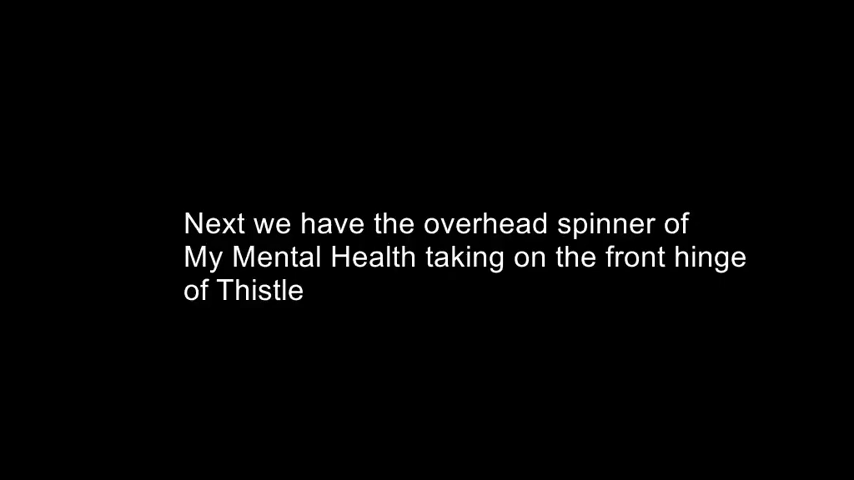 Next we have the overhead spinner of
My Mental Health taking on the front hinge
of Thistle